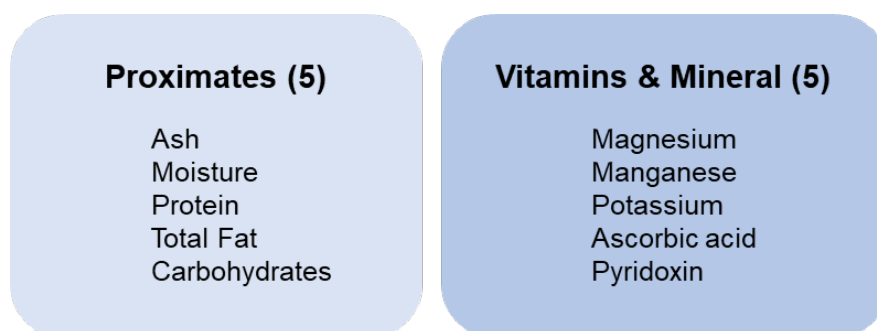 Proximates (5)
Ash
Moisture
Protein
Total Fat
Carbohydrates
Vitamins & Mineral (5)
Magnesium
Manganese
Potassium
Ascorbic acid
Pyridoxin